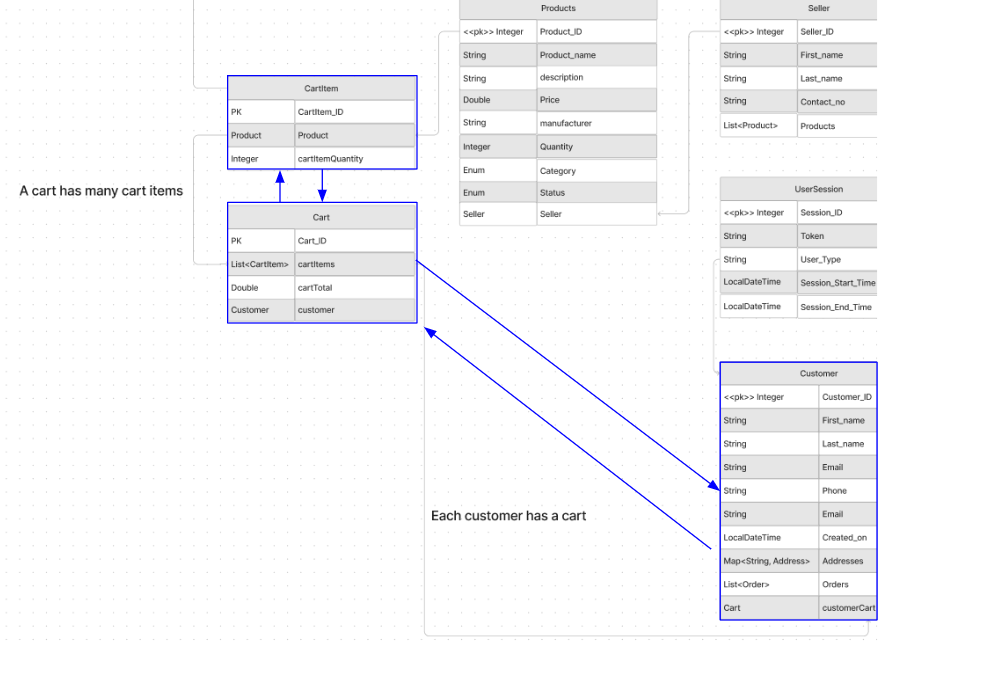 Products
<<pk>> Integer Product_ID
String Product_name
String description
Double Price
String manufacturer
Integer Quantity
Enum Category
Enum Status
Seller Seller
Seller
<<pk>> Integer Seller_ID
String First_name
String Last_name
String Contact_no
List<Product> Products
CartItem
PK CartItem_ID
Product Product
Integer cartItemQuantity
A cart has many cart items
Cart
PK Cart_ID
List<CartItem> cartItems
Double cartTotal
Customer customer
UserSession
<<pk>> Integer Session_ID
String Token
String User_Type
LocalDateTime Session_Start_Time
LocalDateTime Session_End_Time
Each customer has a cart
Customer
<<pk>> Integer Customer_ID
String First_name
String Last_name
String Email
String Phone
String Email
LocalDateTime Created_on
Map<String, Address> Addresses
List<Order> Orders
Cart customerCart